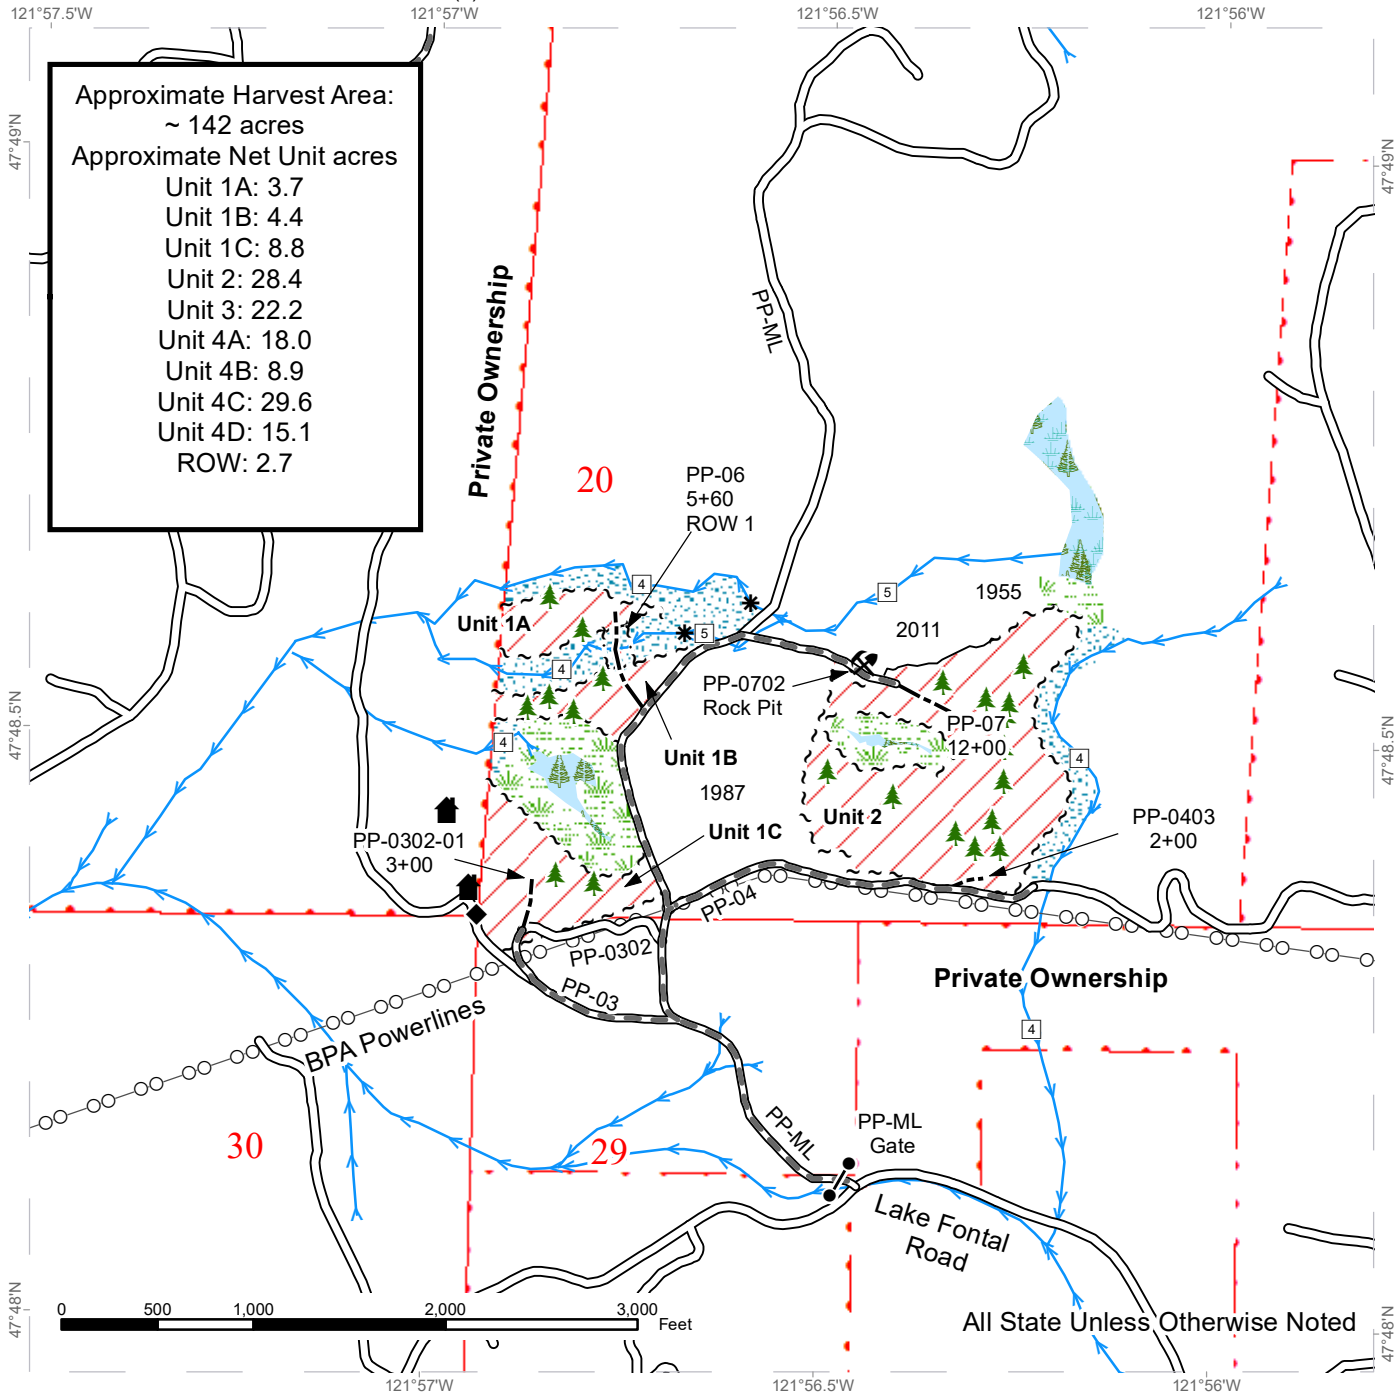 121°57.5'W
121°57'W
121°56.5'W
121°56'W
47°49'N
47°49'N
Approximate Harvest Area:
~ 142 acres
Approximate Net Unit acres
Unit 1A: 3.7
Unit 1B: 4.4
Unit 1C: 8.8
Unit 2: 28.4
Unit 3: 22.2
Unit 4A: 18.0
Unit 4B: 8.9
Unit 4C: 29.6
Unit 4D: 15.1
ROW: 2.7
Private Ownership
PP-ML
20
PP-06
5+60
ROW 1
4
5
1955
Unit 1A
5
2011
4
PP-0702
Rock Pit
PP-07
12+00
47°48.5'N
47°48.5'N
4
Unit 1B
4
1987
Unit 1C
Unit 2
PP-0403
2+00
PP-0302-01
3+00
PP-04
PP-0302
Private Ownership
PP-03
BPA Powerlines
4
PP-ML
PP-ML
Gate
30
29
Lake Fontal
Road
47°48'N
47°48'N
0
500
1,000
2,000
3,000
Feet
All State Unless Otherwise Noted
121°57'W
121°56.5'W
121°56'W